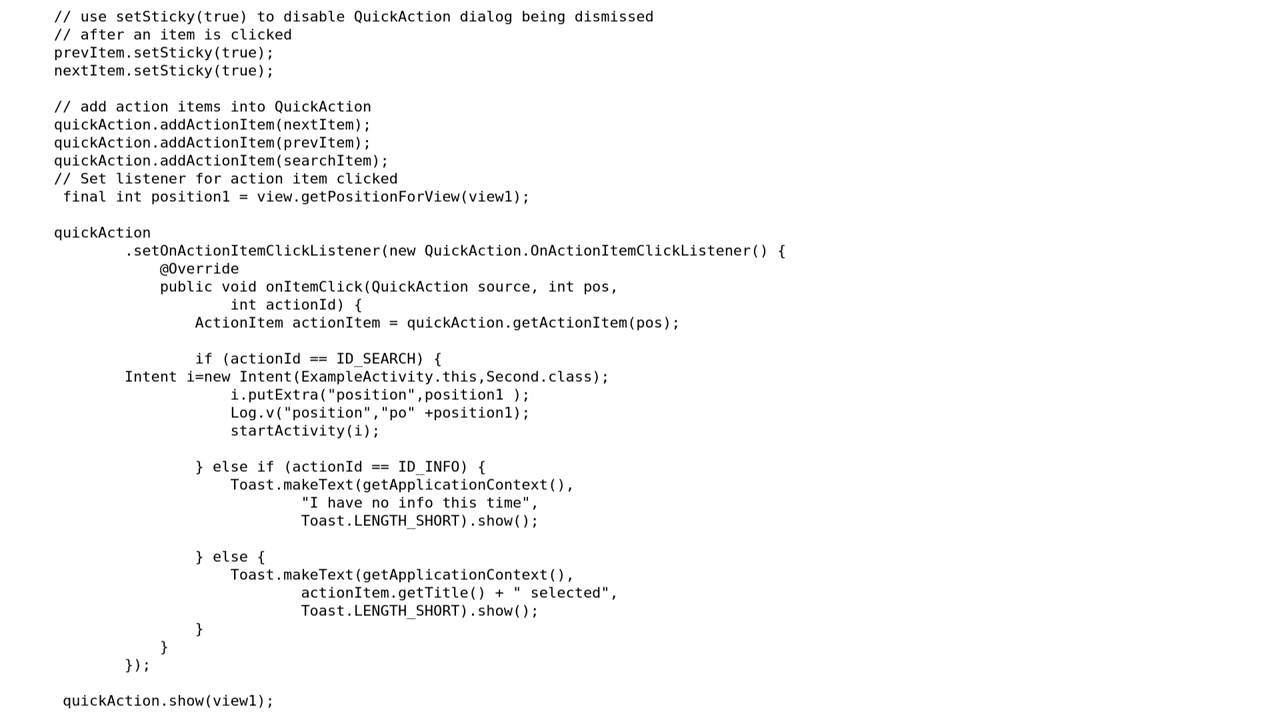 // use setSticky(true) to disable QuickAction dialog being dismissed
// after an item is clicked
prevItem.setSticky(true);
nextItem.setSticky(true);

// add action items into QuickAction
quickAction.addActionItem(nextItem);
quickAction.addActionItem(prevItem);
quickAction.addActionItem(searchItem);
// Set listener for action item clicked
 final int position1 = view.getPositionForView(view1);

quickAction
        .setOnActionItemClickListener(new QuickAction.OnActionItemClickListener() {
            @Override
            public void onItemClick(QuickAction source, int pos,
                    int actionId) {
                ActionItem actionItem = quickAction.getActionItem(pos);

                if (actionId == ID_SEARCH) {
        Intent i=new Intent(ExampleActivity.this,Second.class);
                    i.putExtra("position",position1 );
                    Log.v("position","po" +position1);
                    startActivity(i);

                } else if (actionId == ID_INFO) {
                    Toast.makeText(getApplicationContext(),
                            "I have no info this time",
                            Toast.LENGTH_SHORT).show();

                } else {
                    Toast.makeText(getApplicationContext(),
                            actionItem.getTitle() + " selected",
                            Toast.LENGTH_SHORT).show();
                }
            }
        });

 quickAction.show(view1);